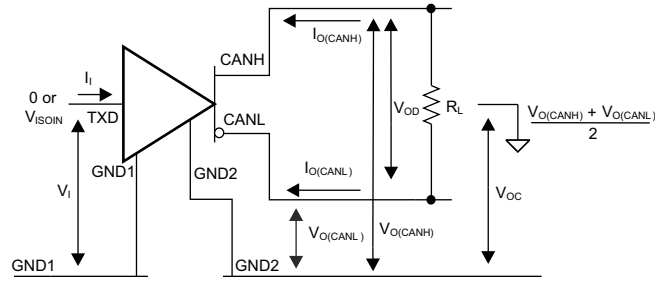 CANH
I_O(CANH)
I_I
0 or
V_ISOIN
TXD
CANL
V_OD
R_L
V_O(CANH) + V_O(CANL)
2
GND1
GND2
I_O(CANL)
V_I
V_O(CANL)
V_O(CANH)
V_OC
GND1
GND2